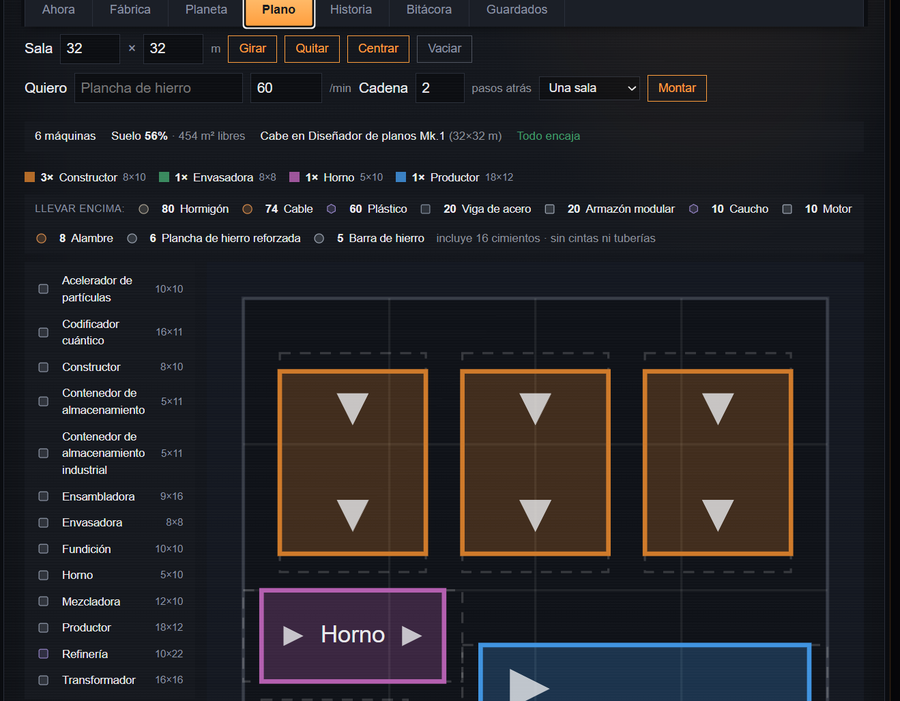 Ahora Fábrica Planeta Plano Historia Bitácora Guardados
Sala 32 × 32 m Girar Quitar Centrar Vaciar
Quiero Plancha de hierro 60 /min Cadena 2 pasos atrás Una sala Montar
6 máquinas Suelo 56% · 454 m² libres Cabe en Diseñador de planos Mk.1 (32×32 m) Todo encaja
3× Constructor 8×10 1× Envasadora 8×8 1× Horno 5×10 1× Productor 18×12
LLEVAR ENCIMA: 80 Hormigón 74 Cable 60 Plástico 20 Viga de acero 20 Armazón modular 10 Caucho 10 Motor
8 Alambre 6 Plancha de hierro reforzada 5 Barra de hierro incluye 16 cimientos · sin cintas ni tuberías
Acelerador de
partículas 10×10
Codificador
cuántico 16×11
Constructor 8×10
Contenedor de
almacenamiento 5×11
Contenedor de
almacenamiento
industrial 5×11
Ensambladora 9×16
Envasadora 8×8
Fundición 10×10
Horno 5×10
Mezcladora 12×10
Productor 18×12
Refinería 10×22
Transformador 16×16
Horno